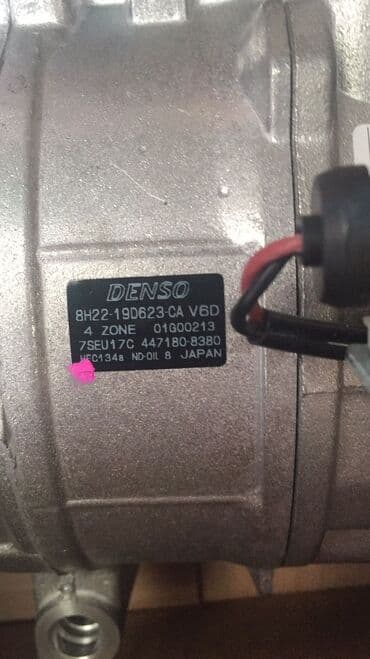 DENSO
8H22-19D623-CA V6D
4 ZONE 01G00213
7SEU17C 447180-8380
HFC134a ND-OIL 8 JAPAN